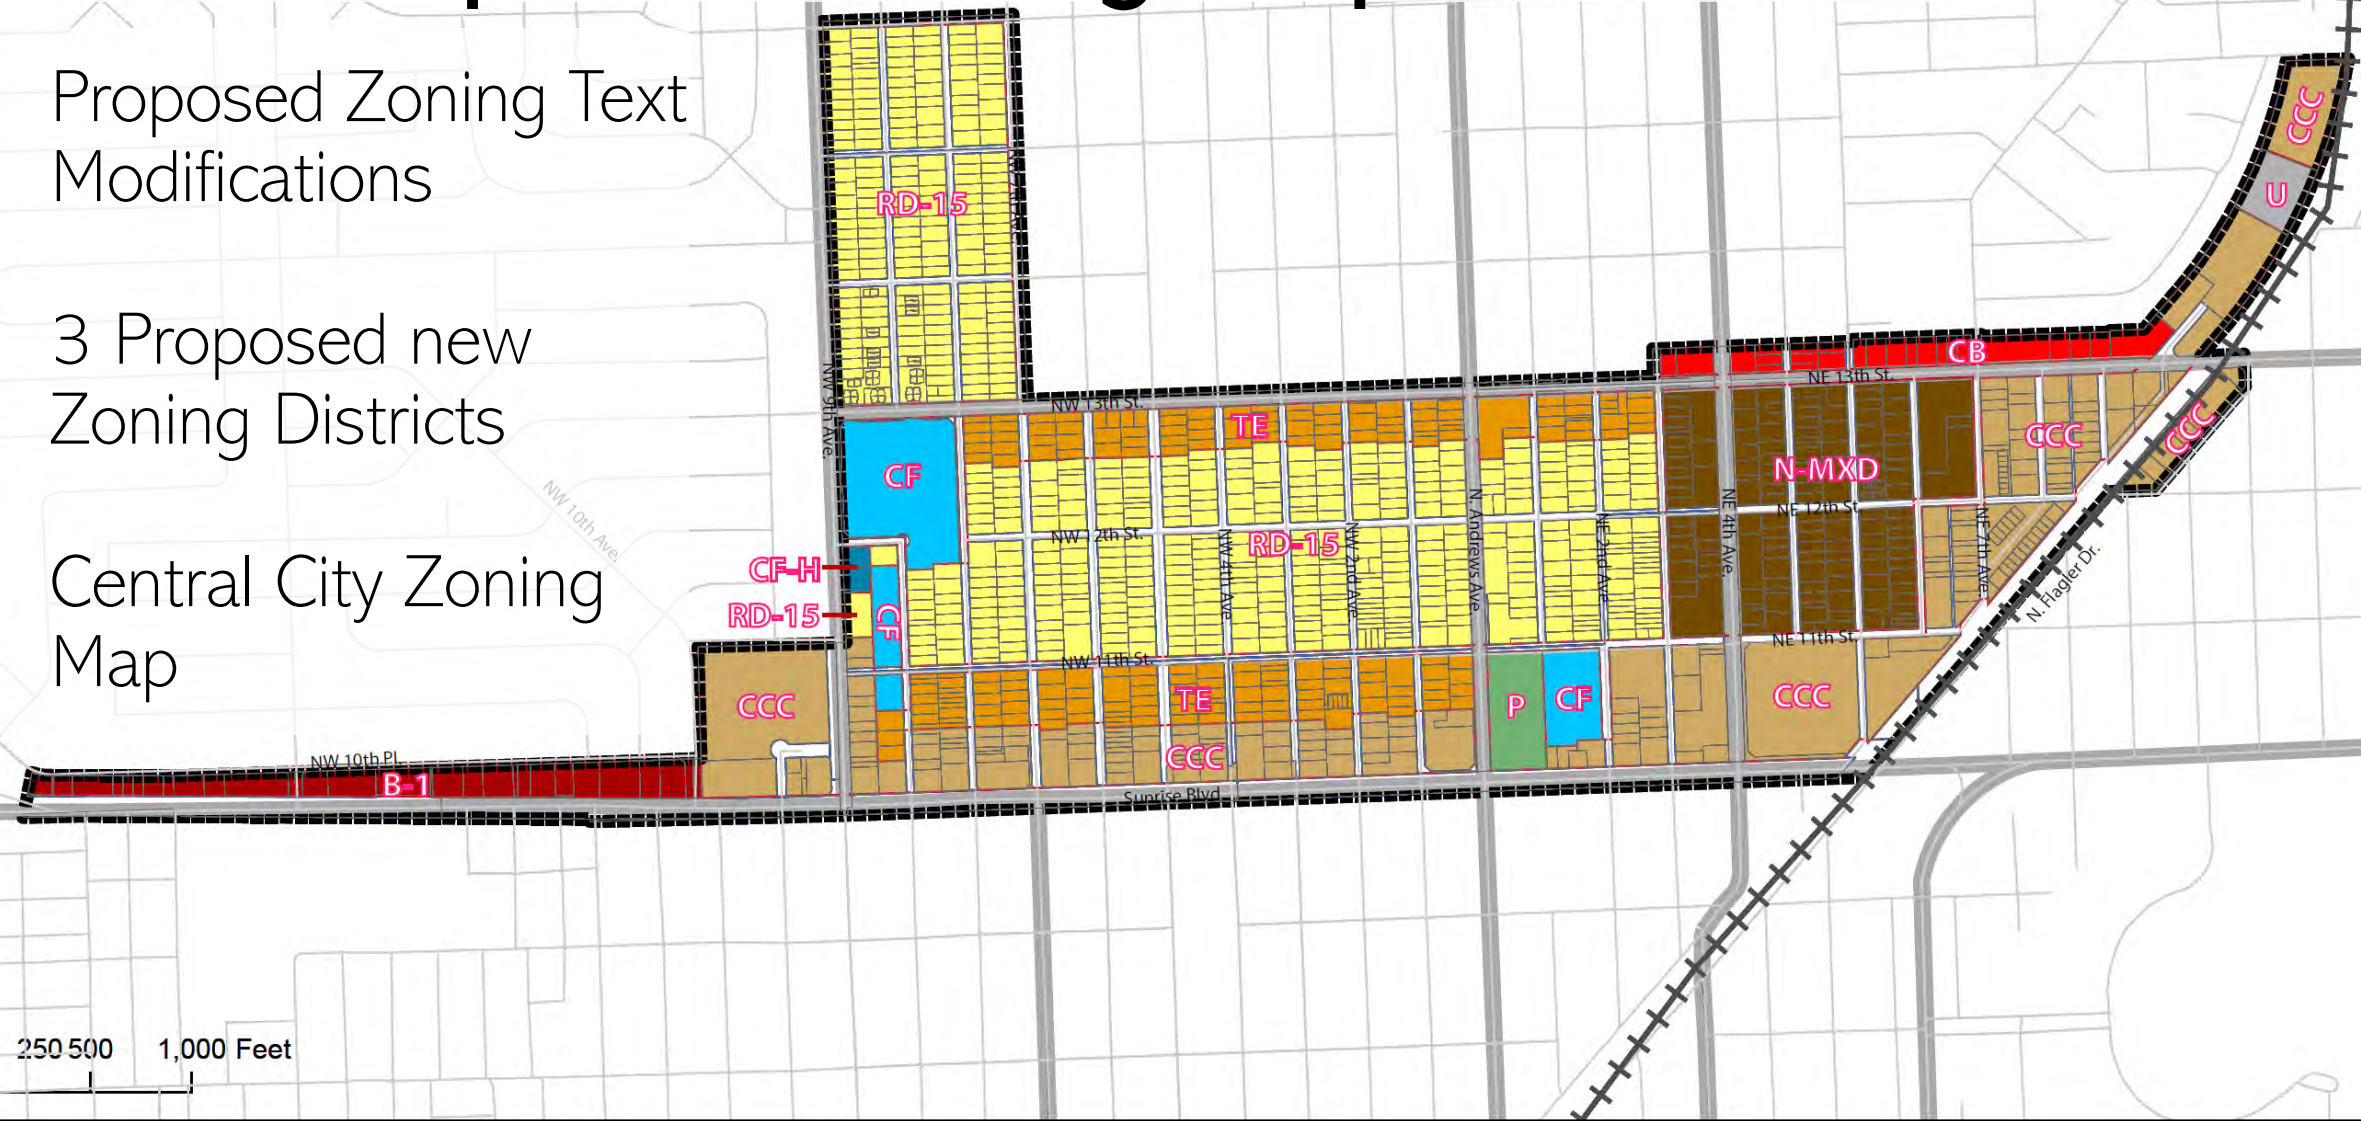 Proposed Zoning Text
Modifications
3 Proposed new
Zoning Districts
Central City Zoning
Map
RD-15
CCC
U
CB
NE 13th St.
NW 13th St.
NW 9th Ave.
TE
CCC
CCC
CF
N-MXD
NW 10th Ave.
NE 12th St.
NW 12th St.
RD-15
NW 4th Ave.
NW 2nd Ave.
N. Andrews Ave.
NE 2nd Ave.
NE 4th Ave.
NE 7th Ave.
N. Flagler Dr.
CF-H
RD-15
CF
NE 11th St.
NW 11th St.
CCC
TE
P
CF
CCC
CCC
NW 10th Pl.
B-1
Sunrise Blvd
250 500 1,000 Feet